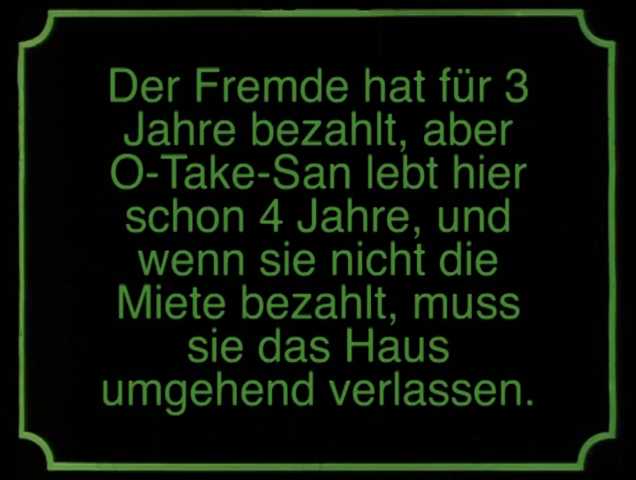 Der Fremde hat für 3
Jahre bezahlt, aber
O-Take-San lebt hier
schon 4 Jahre, und
wenn sie nicht die
Miete bezahlt, muss
sie das Haus
umgehend verlassen.